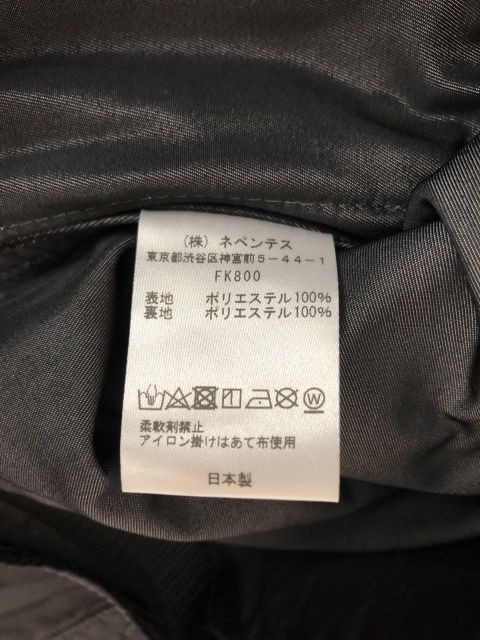 (株) ネペンテス
東京都渋谷区神宮前5-44-1
FK800
表地 ポリエステル100%
裏地 ポリエステル100%
W
柔軟剤禁止
アイロン掛けはあて布使用
日本製